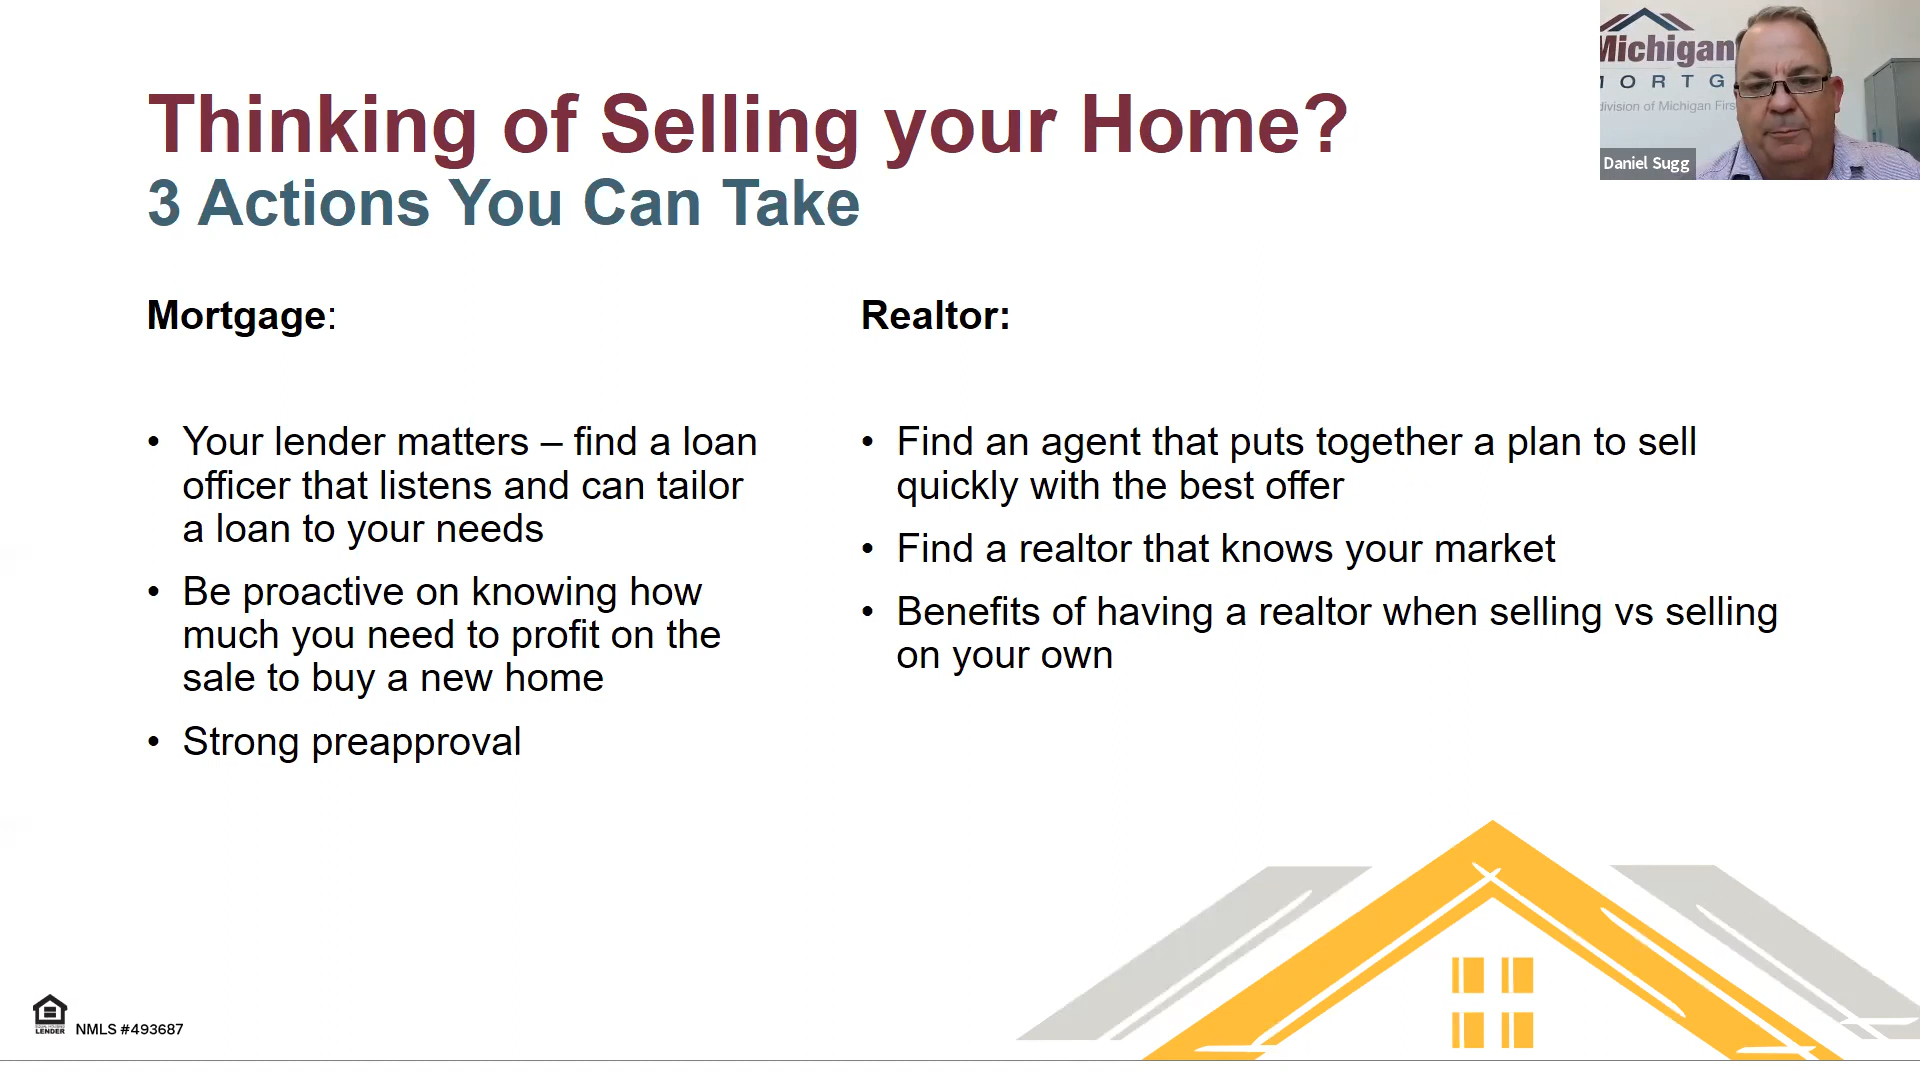 Thinking of Selling your Home?
3 Actions You Can Take
Mortgage:
• Your lender matters – find a loan
officer that listens and can tailor
a loan to your needs
• Be proactive on knowing how
much you need to profit on the
sale to buy a new home
• Strong preapproval
Realtor:
• Find an agent that puts together a plan to sell
quickly with the best offer
• Find a realtor that knows your market
• Benefits of having a realtor when selling vs selling
on your own
Michigan
MORTG
division of Michigan Firs
Daniel Sugg
LENDER
NMLS #493687